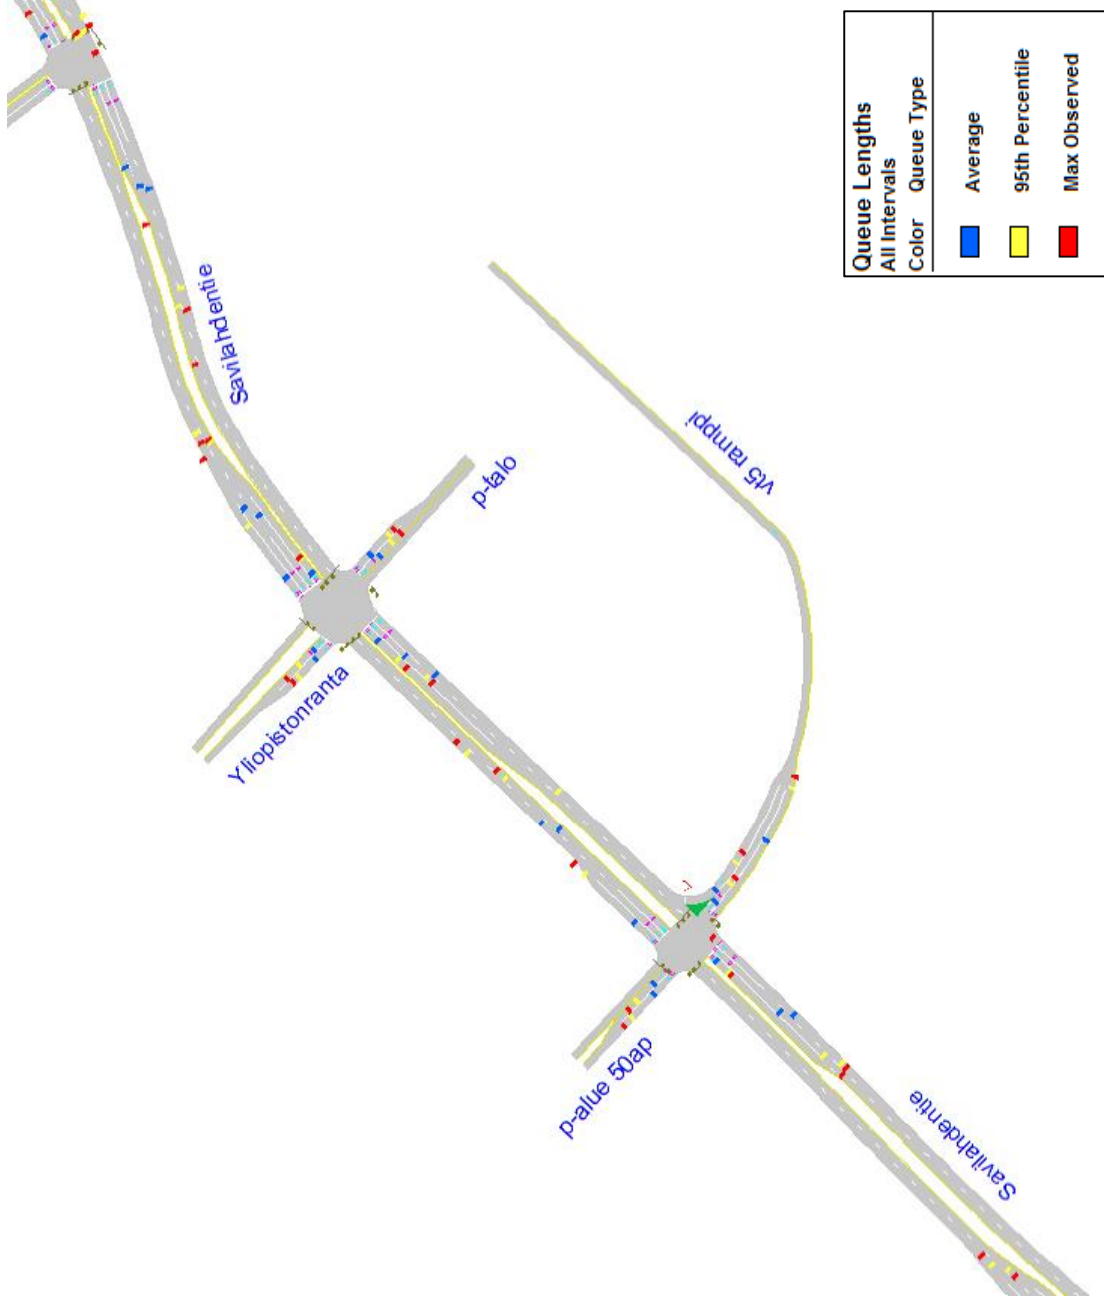 Queue Lengths
All Intervals
Color Queue Type
Average
95th Percentile
Max Observed
Savilahdentie
p-talo
vt5 ramppi
Yliopistonranta
p-alue 50ap
Savilahdentie